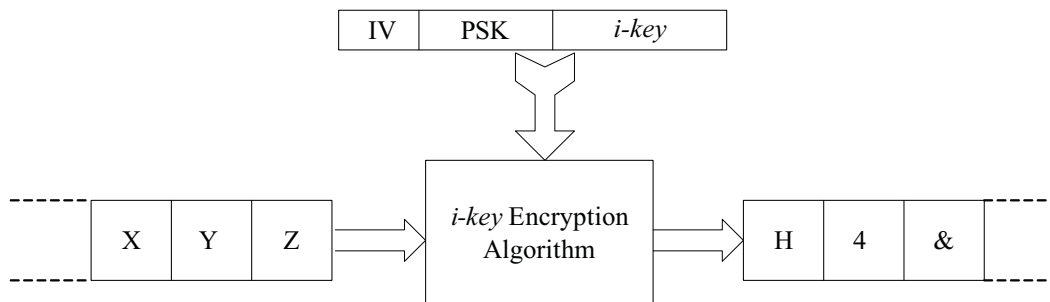 IV PSK i-key
X Y Z
i-key Encryption
Algorithm
H 4 &